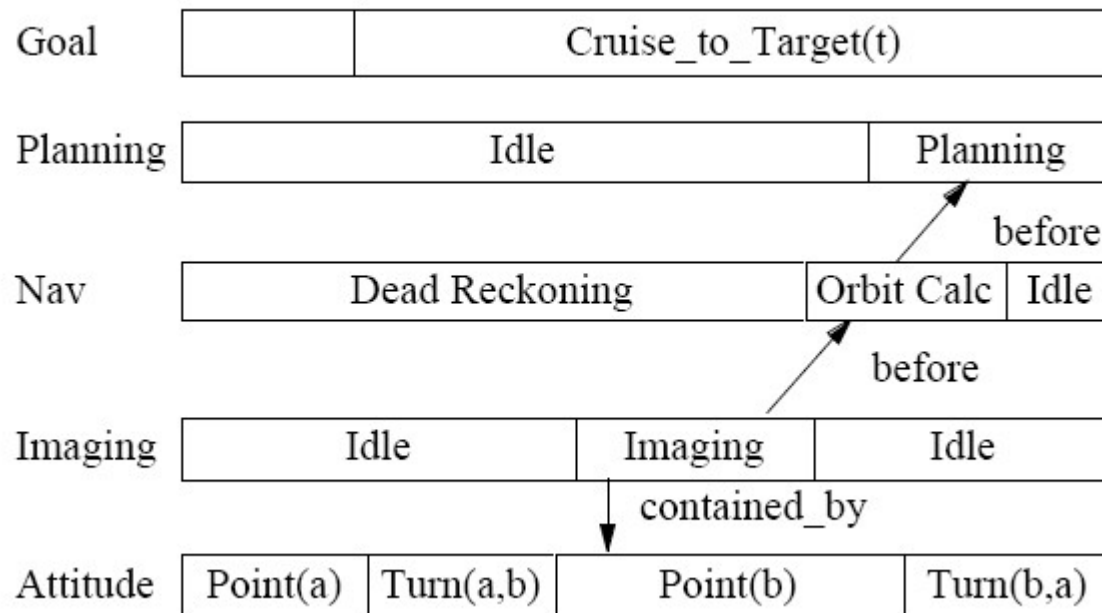 Goal Cruise_to_Target(t)
Planning Idle Planning
before
Nav Dead Reckoning Orbit Calc Idle
before
Imaging Idle Imaging Idle
contained_by
Attitude Point(a) Turn(a,b) Point(b) Turn(b,a)